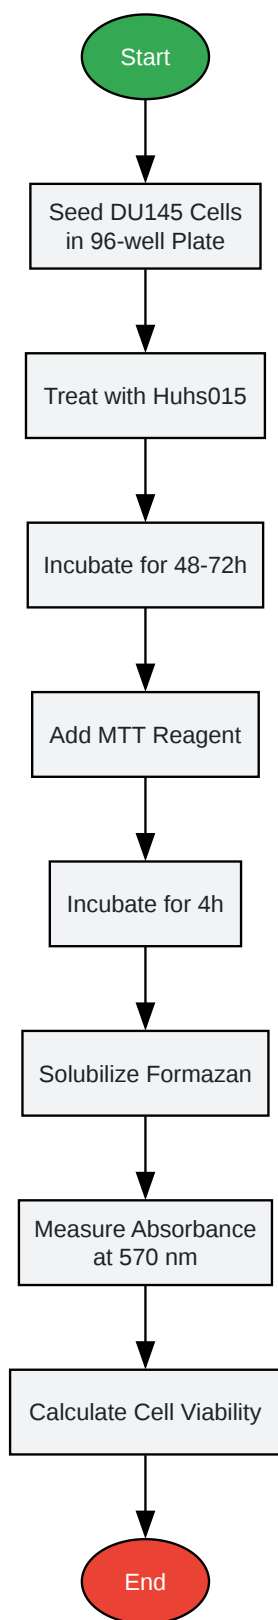 Start
Seed DU145 Cells
in 96-well Plate
Treat with Huhs015
Incubate for 48-72h
Add MTT Reagent
Incubate for 4h
Solubilize Formazan
Measure Absorbance
at 570 nm
Calculate Cell Viability
End